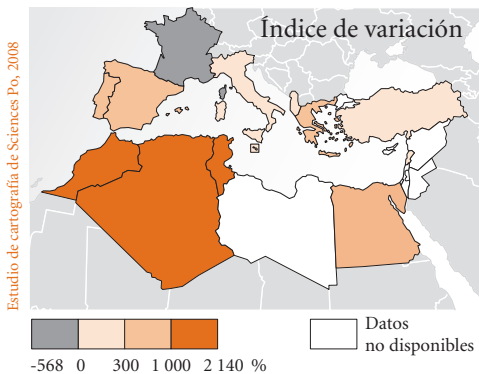 Índice de variación
Estudio de cartografía de Sciences Po, 2008
-568 0 300 1 000 2 140 %
Datos
no disponibles